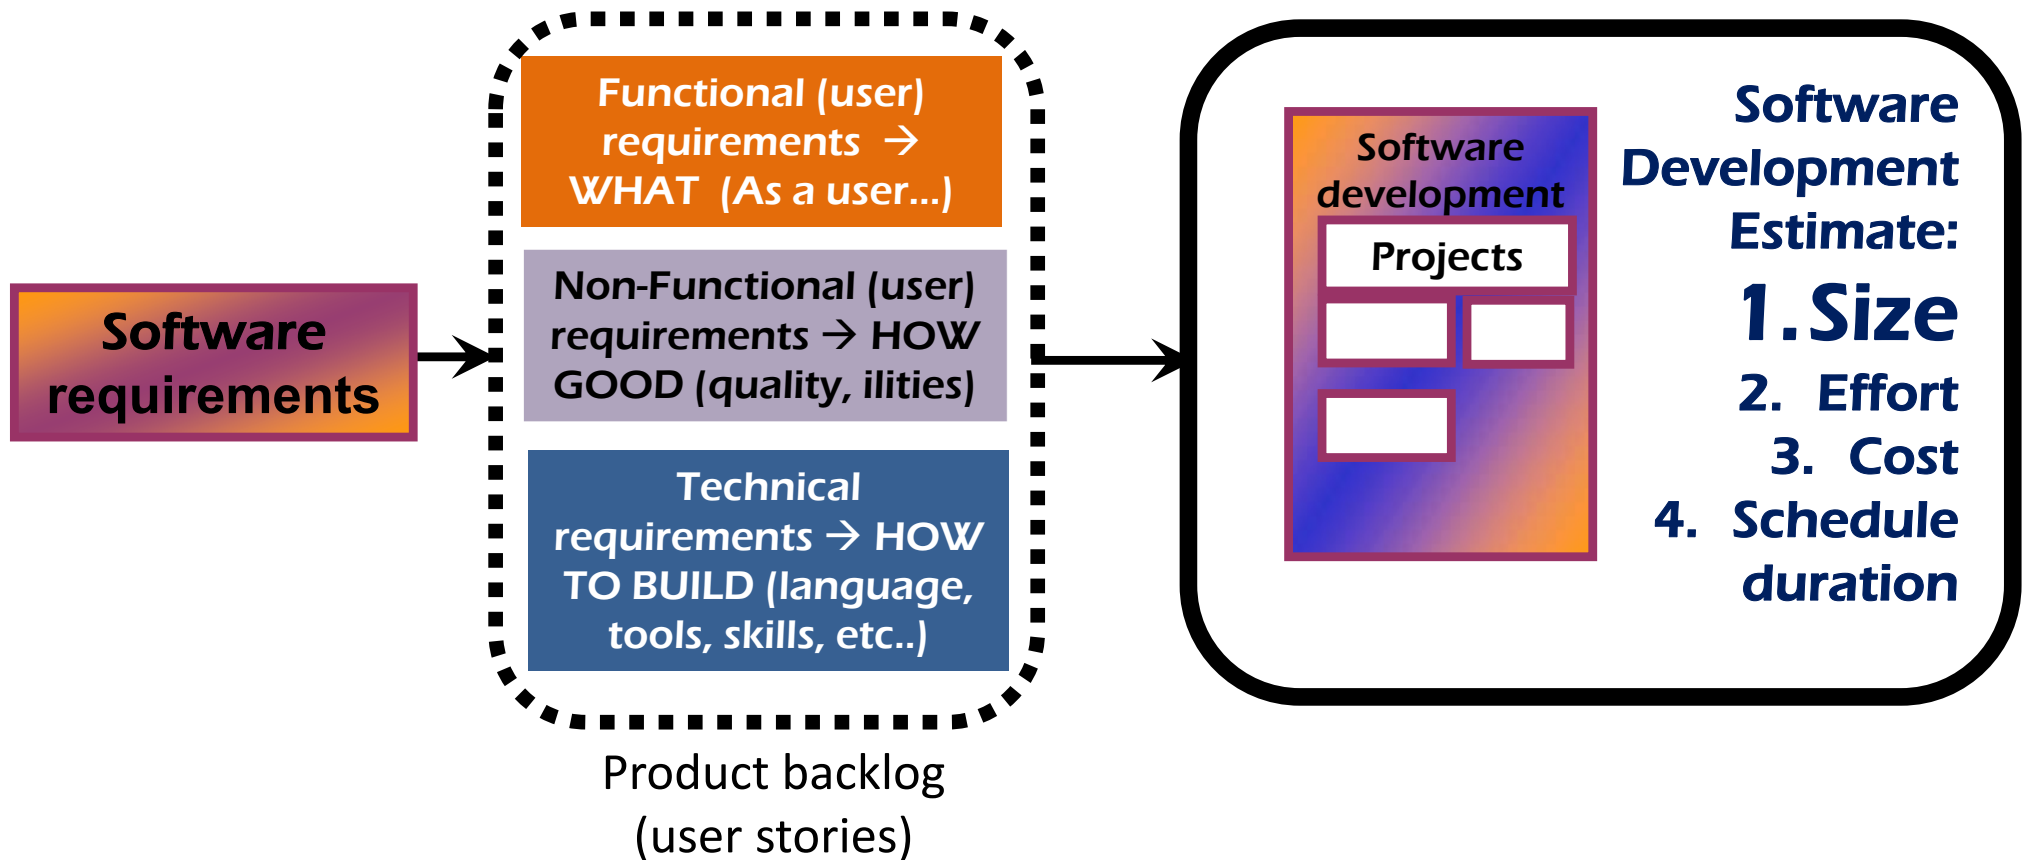 Software
requirements
Functional (user)
requirements →
WHAT (As a user...)
Non-Functional (user)
requirements → HOW
GOOD (quality, ilities)
Technical
requirements → HOW
TO BUILD (language,
tools, skills, etc..)
Product backlog
(user stories)
Software
development
Projects
Software
Development
Estimate:
1. Size
2. Effort
3. Cost
4. Schedule
duration